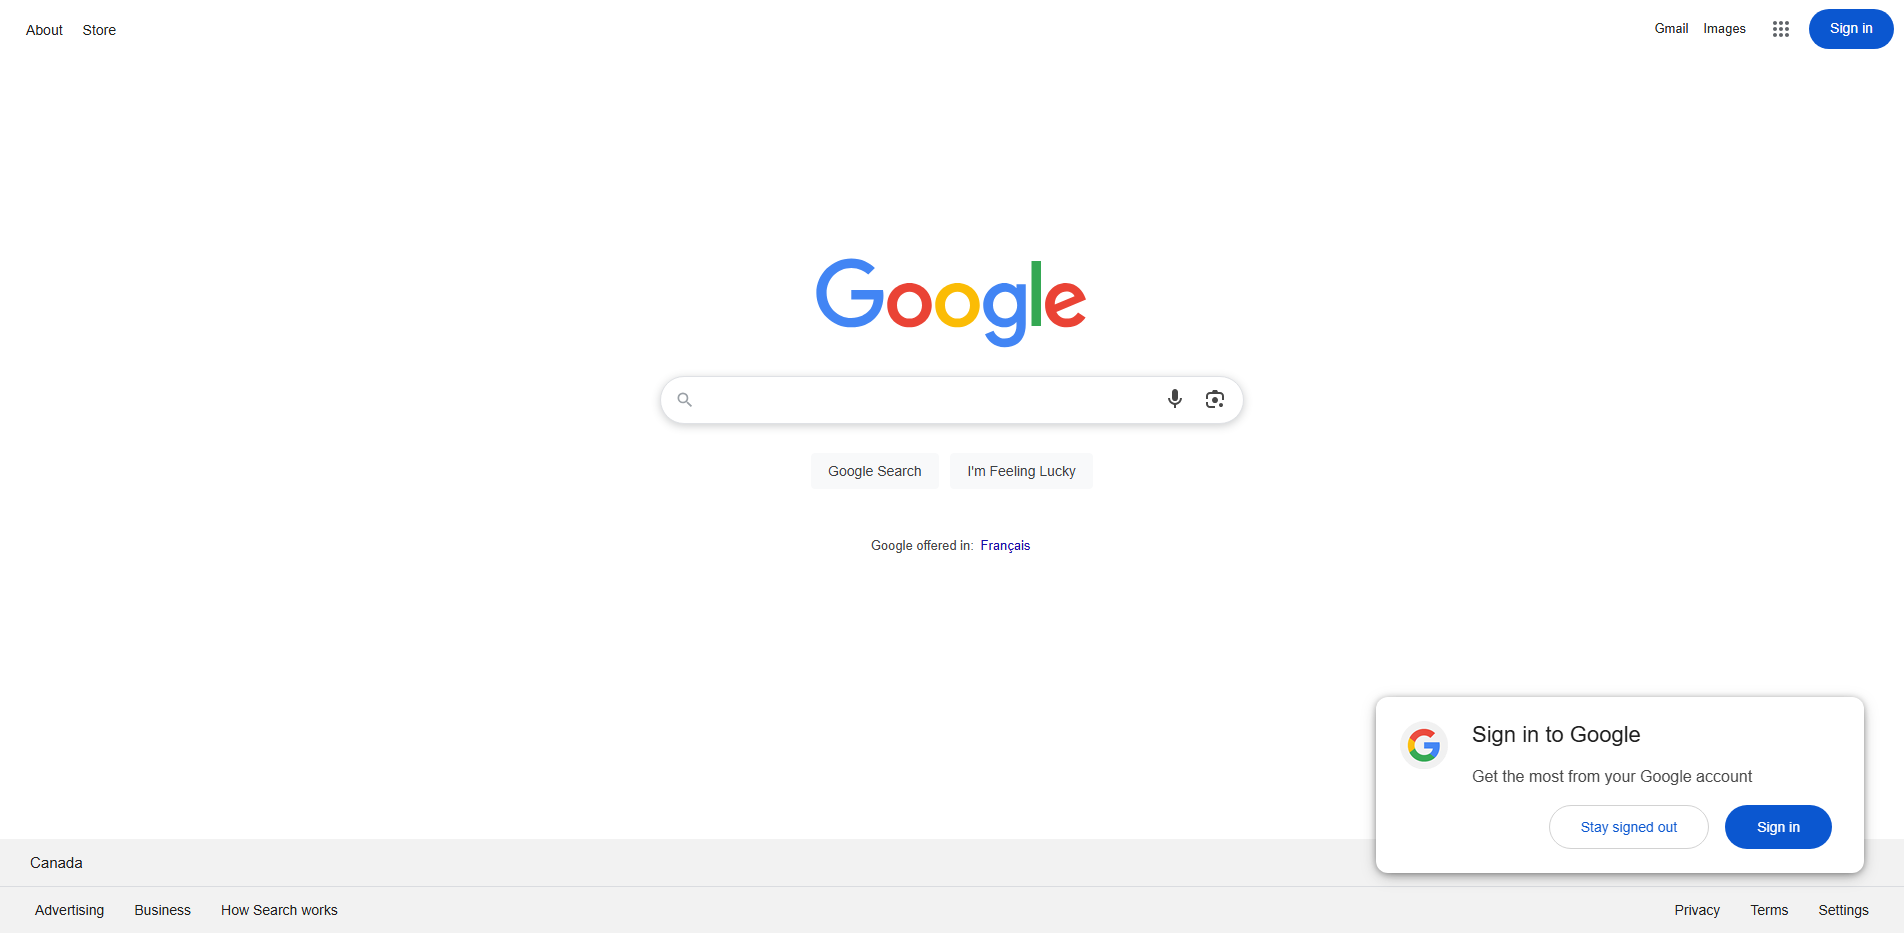 About Store
Gmail Images Sign in
Google
Google Search I'm Feeling Lucky
Google offered in: Français
Sign in to Google
Get the most from your Google account
Stay signed out Sign in
Canada
Advertising Business How Search works
Privacy Terms Settings